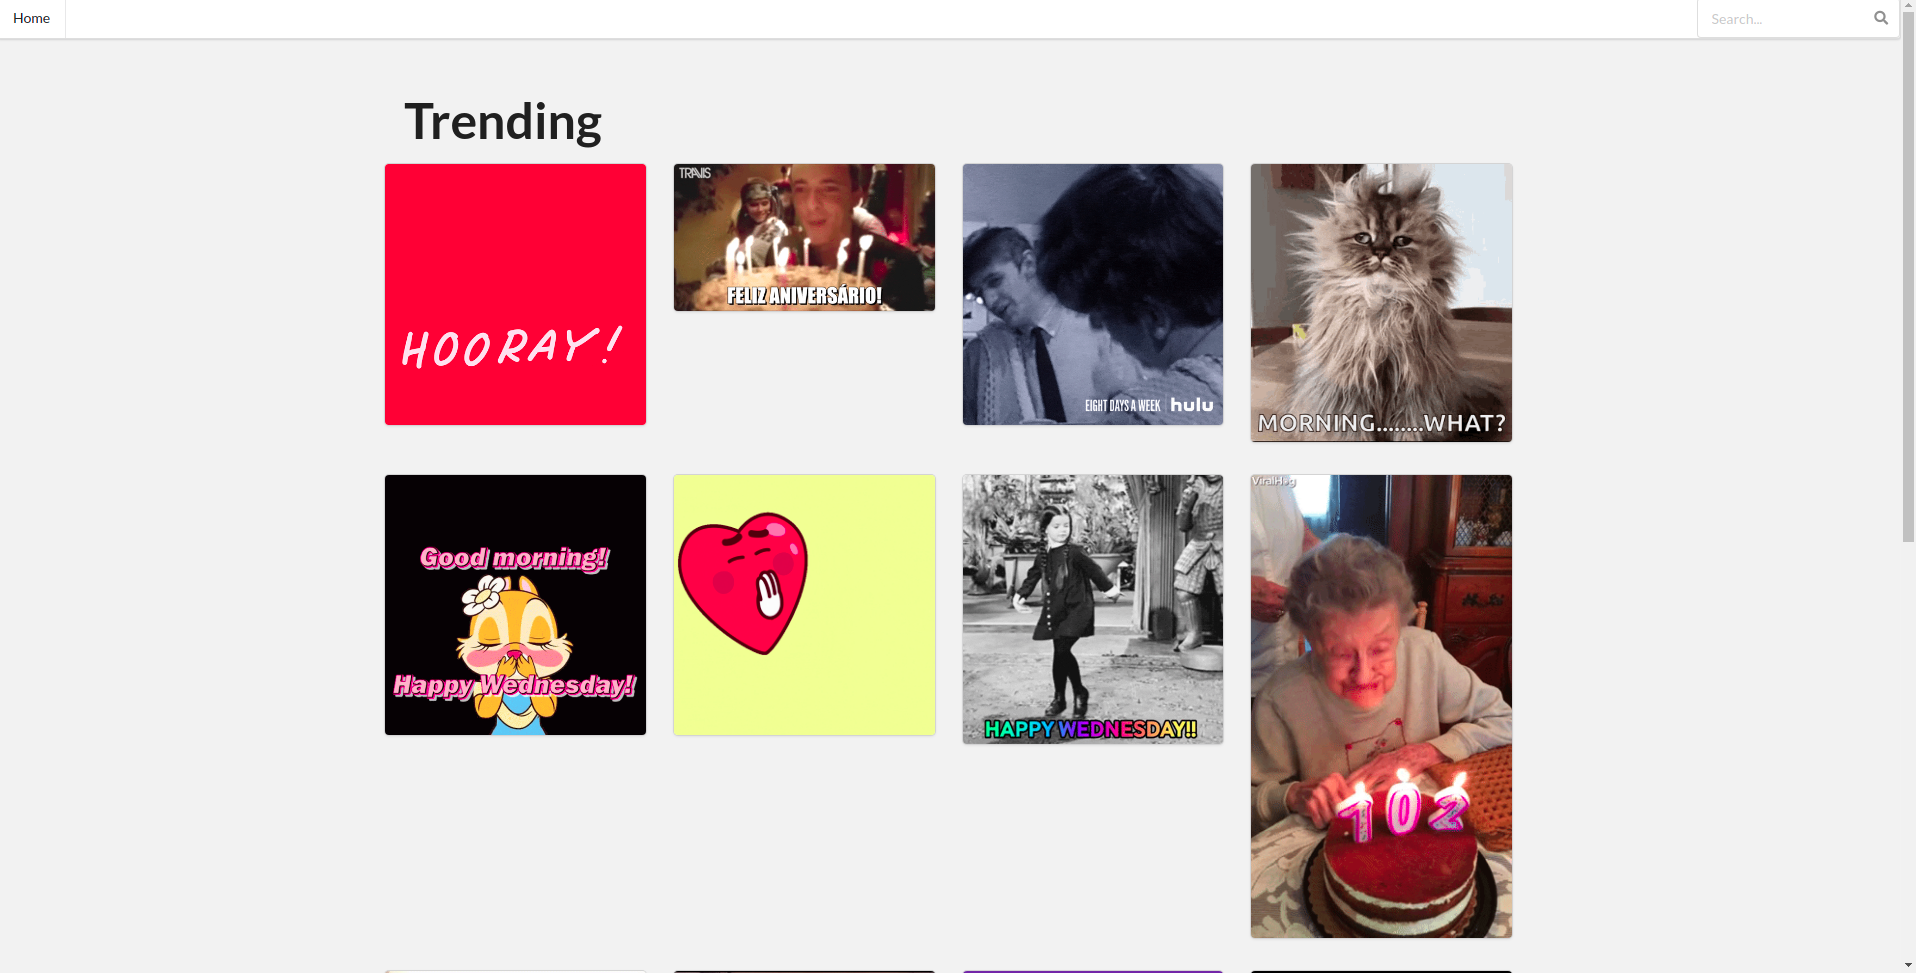 Home
Search...
Trending
HOORAY!
TRAVIS
FELIZ ANIVERSÁRIO!
EIGHT DAYS A WEEK hulu
MORNING........WHAT?
Good morning!
Happy Wednesday!
HAPPY WEDNESDAY!!
ViralHog
102